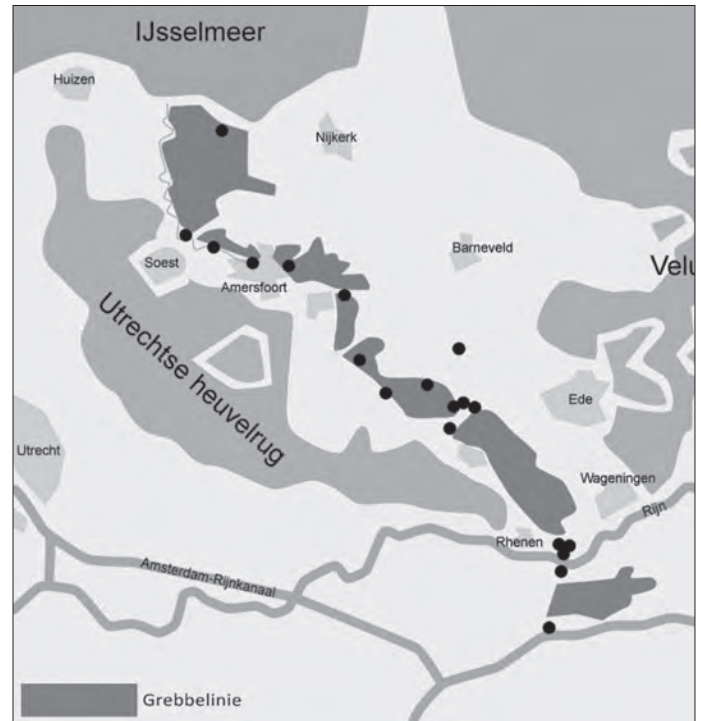 IJsselmeer
Huizen
Nijkerk
Barneveld
Soest
Amersfoort
Velu
Utrechtse heuvelrug
Ede
Utrecht
Wageningen
Rijn
Rhenen
Amsterdam-Rijnkanaal
Grebbelinie